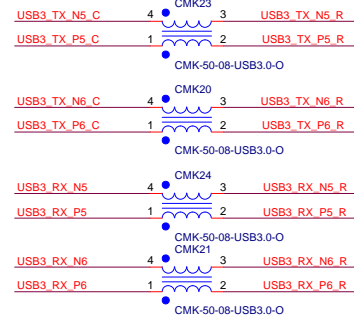 CMK23
USB3_TX_N5_C 4 3 USB3_TX_N5_R
USB3_TX_P5_C 1 2 USB3_TX_P5_R
CMK-50-08-USB3.0-O
CMK20
USB3_TX_N6_C 4 3 USB3_TX_N6_R
USB3_TX_P6_C 1 2 USB3_TX_P6_R
CMK-50-08-USB3.0-O
CMK24
USB3_RX_N5 4 3 USB3_RX_N5_R
USB3_RX_P5 1 2 USB3_RX_P5_R
CMK-50-08-USB3.0-O
CMK21
USB3_RX_N6 4 3 USB3_RX_N6_R
USB3_RX_P6 1 2 USB3_RX_P6_R
CMK-50-08-USB3.0-O